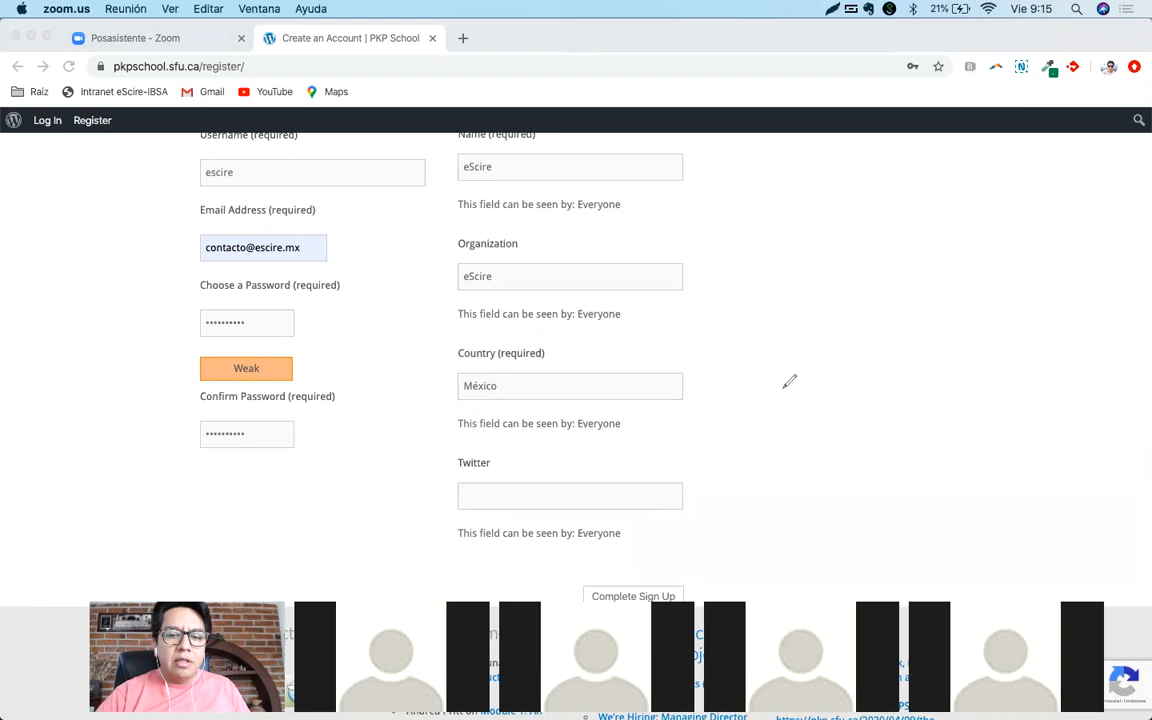 zoom.us Reunión Ver Editar Ventana Ayuda 21% Vie 9:15
Posasistente - Zoom Create an Account | PKP School
pkpschool.sfu.ca/register/
Raíz Intranet eScire-IBSA Gmail YouTube Maps
Log In Register
Username (required)
escire
Email Address (required)
contacto@escire.mx
Choose a Password (required)
••••••••••
Weak
Confirm Password (required)
••••••••••
Name (required)
eScire
This field can be seen by: Everyone
Organization
eScire
This field can be seen by: Everyone
Country (required)
México
This field can be seen by: Everyone
Twitter
This field can be seen by: Everyone
Complete Sign Up
We're Hiring: Managing Director